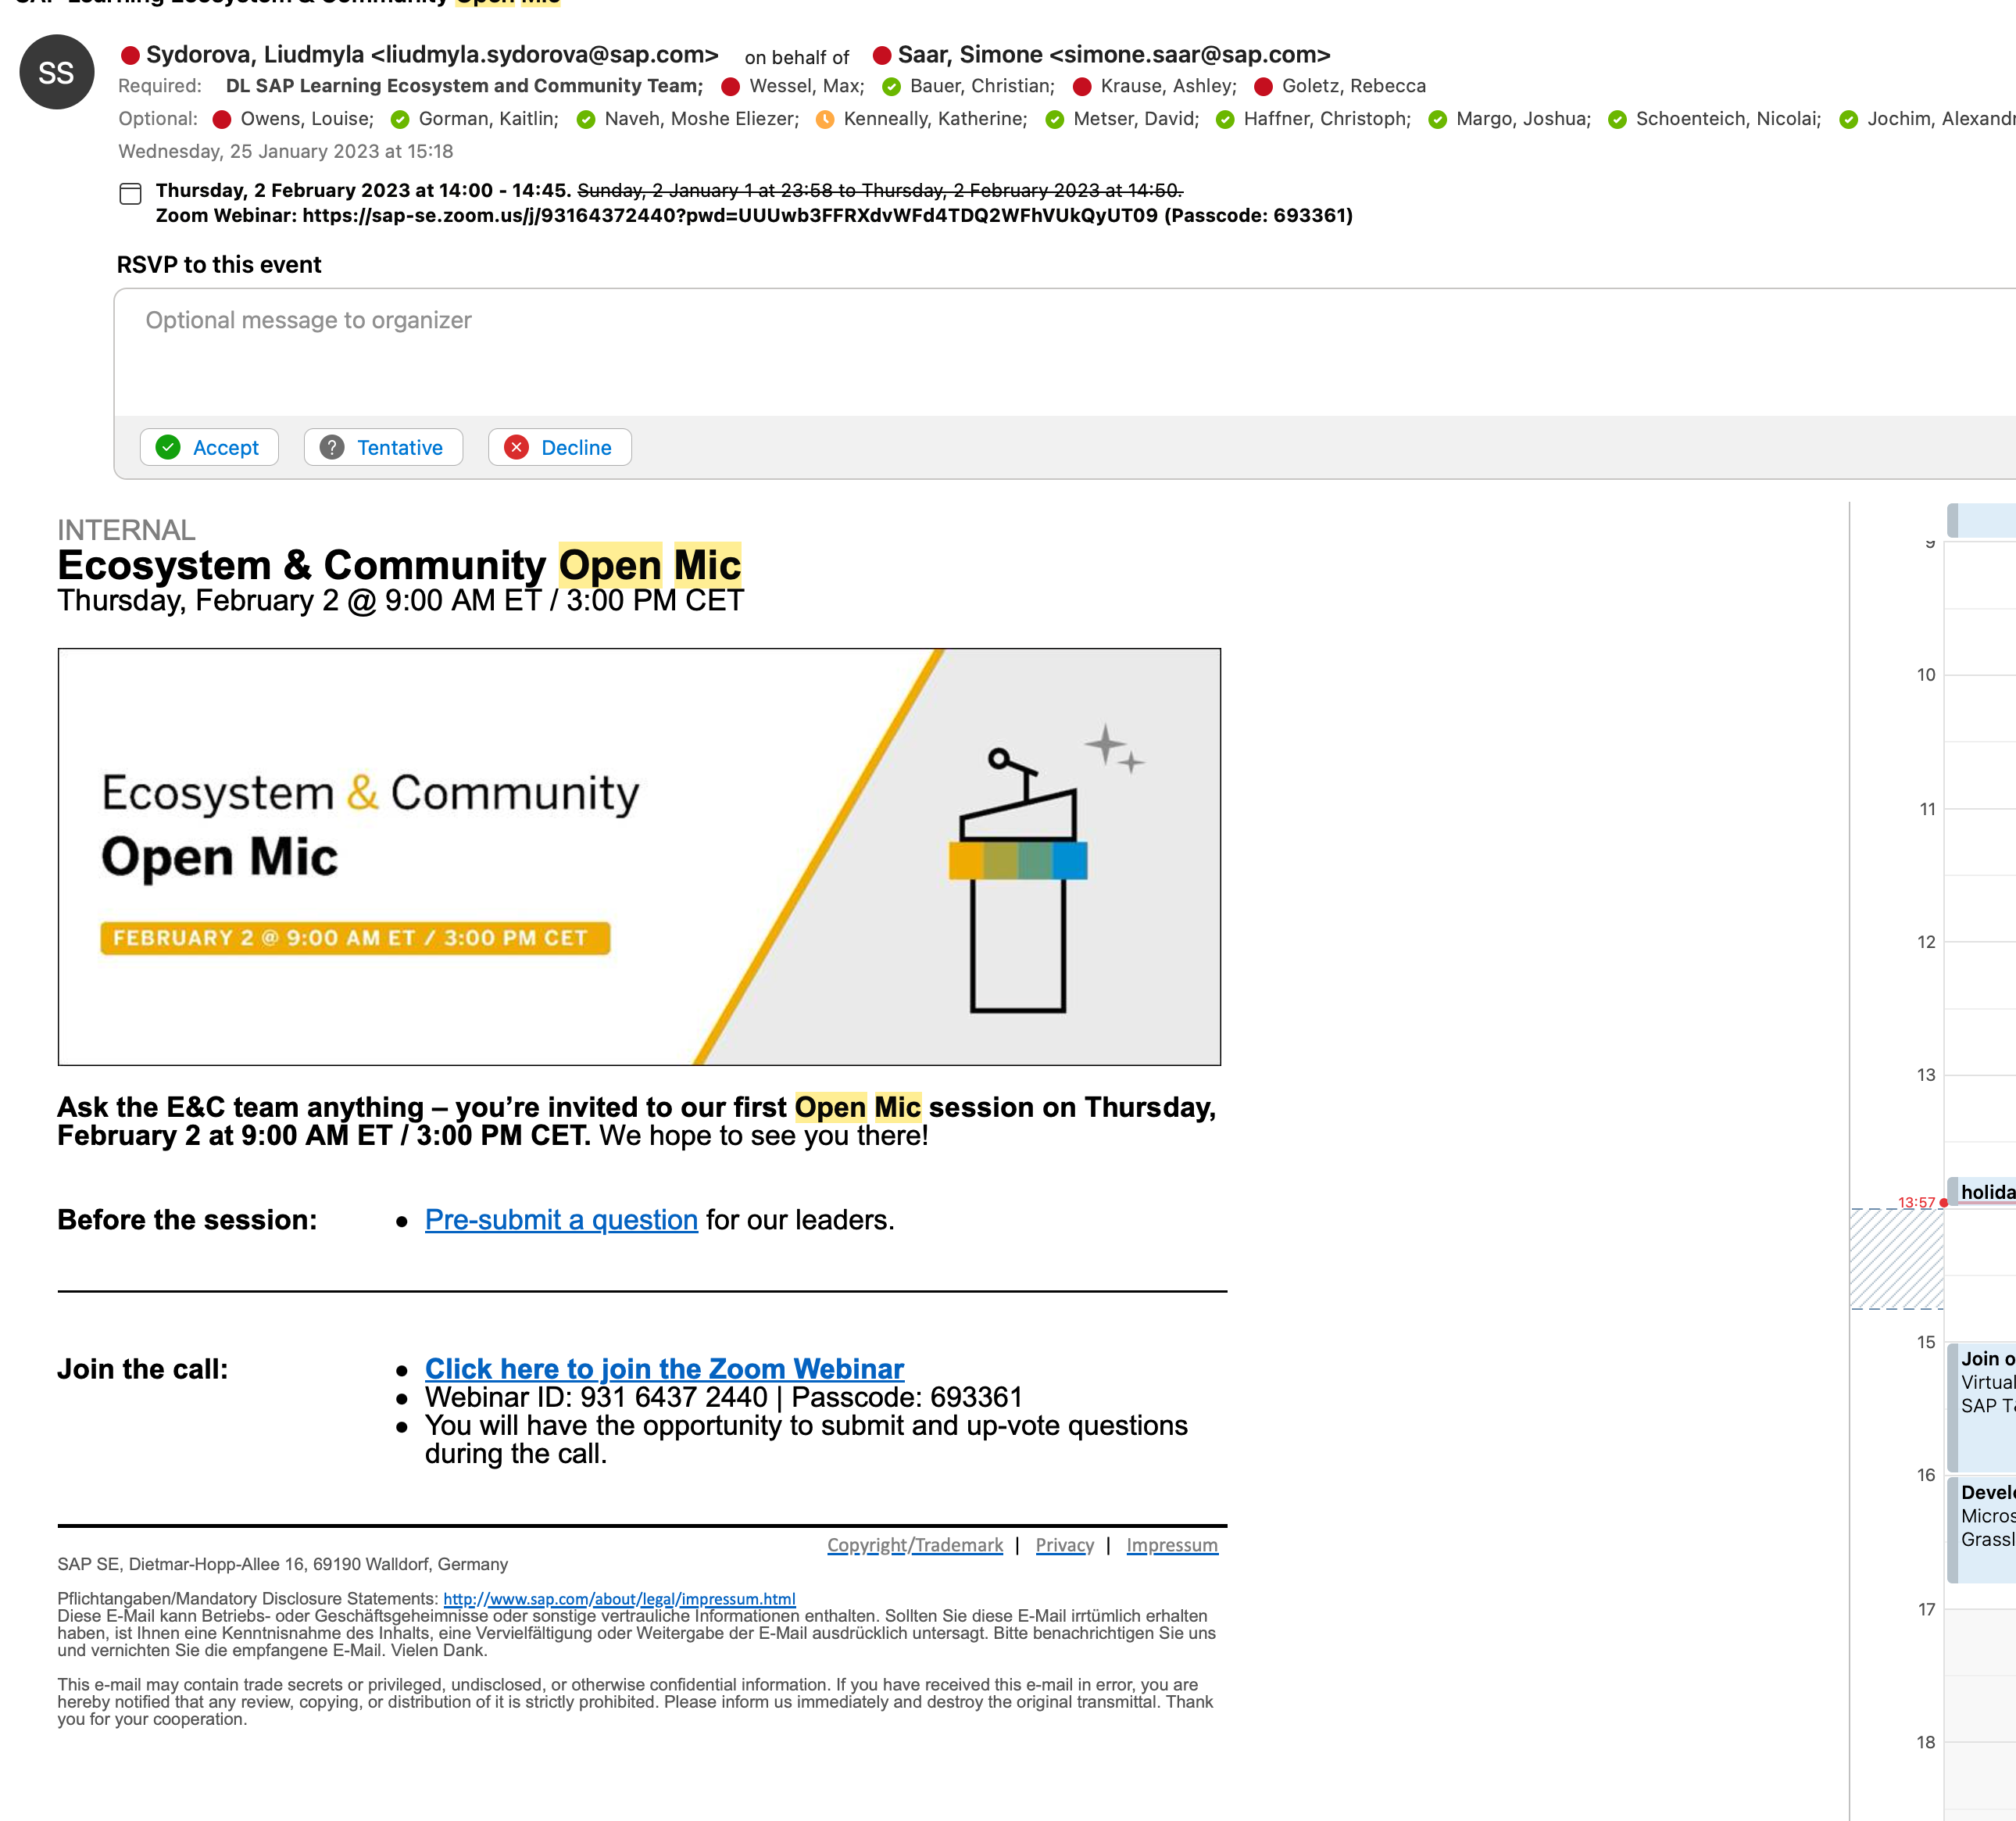 SAP Learning Ecosystem & Community Open Mic
SS
Sydorova, Liudmyla <liudmyla.sydorova@sap.com> on behalf of Saar, Simone <simone.saar@sap.com>
Required: DL SAP Learning Ecosystem and Community Team; Wessel, Max; Bauer, Christian; Krause, Ashley; Goletz, Rebecca
Optional: Owens, Louise; Gorman, Kaitlin; Naveh, Moshe Eliezer; Kenneally, Katherine; Metser, David; Haffner, Christoph; Margo, Joshua; Schoenteich, Nicolai; Jochim,
Wednesday, 25 January 2023 at 15:18
Thursday, 2 February 2023 at 14:00 - 14:45. Sunday, 2 January 1 at 23:58 to Thursday, 2 February 2023 at 14:50.
Zoom Webinar: https://sap-se.zoom.us/j/93164372440?pwd=UUUwb3FFRXdvWFd4TDQ2WFhVUkQyUT09 (Passcode: 693361)
RSVP to this event
Optional message to organizer
Accept
Tentative
Decline
INTERNAL
Ecosystem & Community Open Mic
Thursday, February 2 @ 9:00 AM ET / 3:00 PM CET
Ecosystem & Community
Open Mic
FEBRUARY 2 @ 9:00 AM ET / 3:00 PM CET
Ask the E&C team anything – you’re invited to our first Open Mic session on Thursday,
February 2 at 9:00 AM ET / 3:00 PM CET. We hope to see you there!
Before the session:
● Pre-submit a question for our leaders.
Join the call:
● Click here to join the Zoom Webinar
● Webinar ID: 931 6437 2440 | Passcode: 693361
● You will have the opportunity to submit and up-vote questions
during the call.
Copyright/Trademark | Privacy | Impressum
SAP SE, Dietmar-Hopp-Allee 16, 69190 Walldorf, Germany
Pflichtangaben/Mandatory Disclosure Statements: http://www.sap.com/about/legal/impressum.html
Diese E-Mail kann Betriebs- oder Geschäftsgeheimnisse oder sonstige vertrauliche Informationen enthalten. Sollten Sie diese E-Mail irrtümlich erhalten
haben, ist Ihnen eine Kenntnisnahme des Inhalts, eine Vervielfältigung oder Weitergabe der E-Mail ausdrücklich untersagt. Bitte benachrichtigen Sie uns
und vernichten Sie die empfangene E-Mail. Vielen Dank.
This e-mail may contain trade secrets or privileged, undisclosed, or otherwise confidential information. If you have received this e-mail in error, you are
hereby notified that any review, copying, or distribution of it is strictly prohibited. Please inform us immediately and destroy the original transmittal. Thank
you for your cooperation.
9
10
11
12
13
13:57
holida
15
Join o
Virtual
SAP
16
Devel
Micros
Grassl
17
18